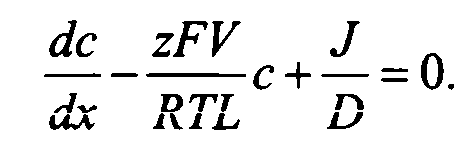 dc/dx − zFV/RTL c + J/D = 0.